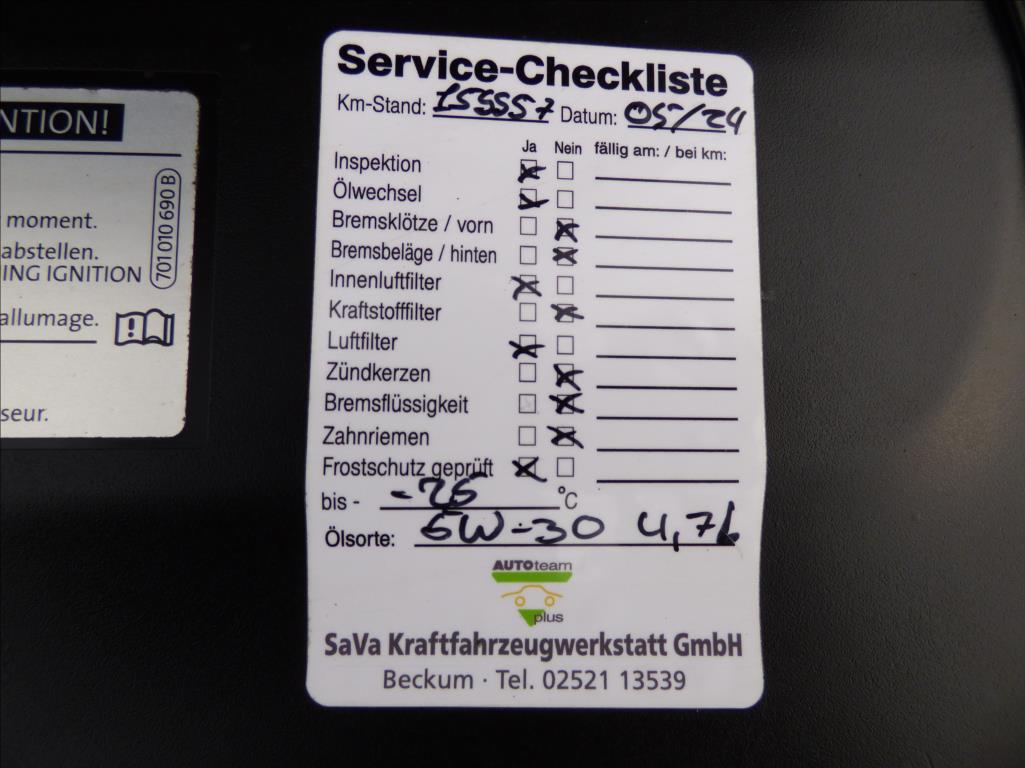 NTION!
moment.
abstellen.
ING IGNITION
allumage.
seur.
701 010 690 B
Service-Checkliste
Km-Stand: 155557 Datum: 05/24
Ja Nein fällig am: / bei km:
Inspektion
Ölwechsel
Bremsklötze / vorn
Bremsbeläge / hinten
Innenluftfilter
Kraftstofffilter
Luftfilter
Zündkerzen
Bremsflüssigkeit
Zahnriemen
Frostschutz geprüft
bis - -26 °C
Ölsorte: 5W-30 4,7L
AUTOteam
plus
SaVa Kraftfahrzeugwerkstatt GmbH
Beckum · Tel. 02521 13539